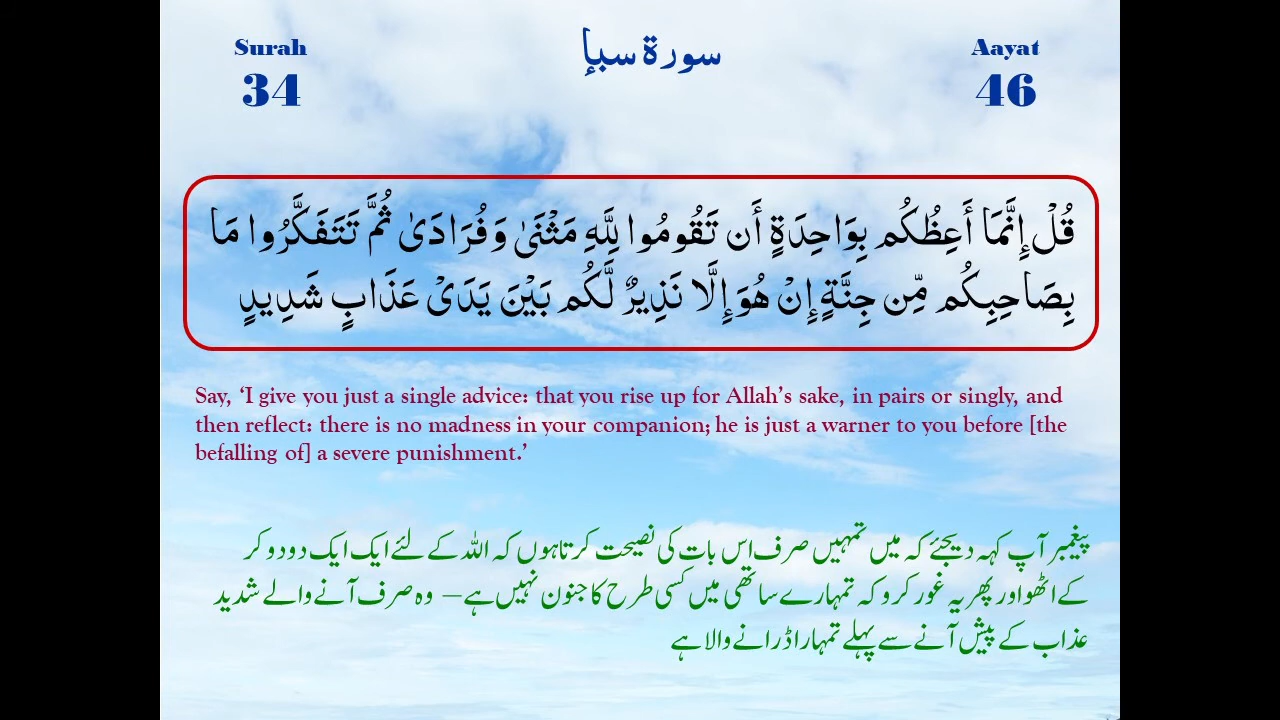 Surah
34
سورة سبإ
Aayat
46
قُلْ إِنَّمَا أَعِظُكُم بِوَاحِدَةٍ أَن تَقُومُوا لِلَّهِ مَثْنَىٰ وَفُرَادَىٰ ثُمَّ تَتَفَكَّرُوا مَا
بِصَاحِبِكُم مِّن جِنَّةٍ إِنْ هُوَ إِلَّا نَذِيرٌ لَّكُم بَيْنَ يَدَيْ عَذَابٍ شَدِيدٍ
Say, ‘I give you just a single advice: that you rise up for Allah’s sake, in pairs or singly, and
then reflect: there is no madness in your companion; he is just a warner to you before [the
befalling of] a severe punishment.’
پیغمبر آپ کہہ دیجئے کہ میں تمہیں صرف اس بات کی نصیحت کرتا ہوں کہ اللہ کے لئے ایک ایک دو دو کر
کے اٹھو اور پھر یہ غور کرو کہ تمہارے ساتھی میں کسی طرح کا جنون نہیں ہے – وہ صرف آنے والے شدید
عذاب کے پیش آنے سے پہلے تمہارا ڈرانے والا ہے